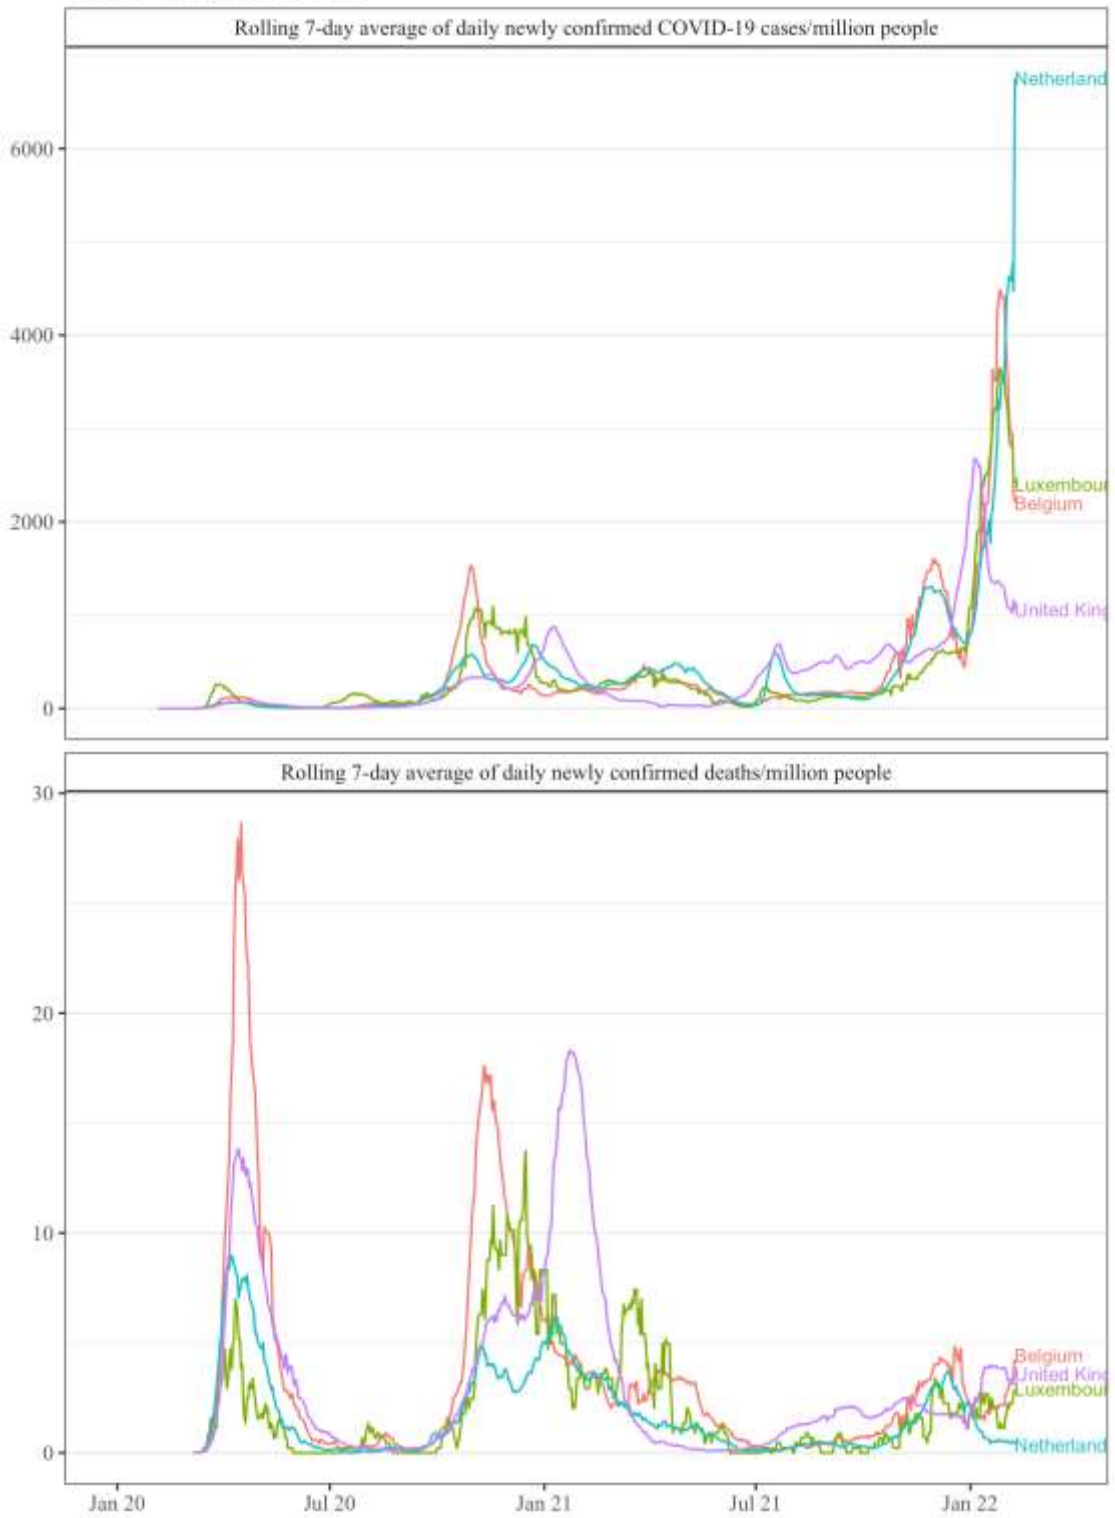 Rolling 7-day average of daily newly confirmed COVID-19 cases/million people
Netherland
6000
4000
Luxembour
Belgium
2000
United King
0
Rolling 7-day average of daily newly confirmed deaths/million people
30
20
10
Belgium
United King
Luxembour
Netherland
0
Jan 20 Jul 20 Jan 21 Jul 21 Jan 22